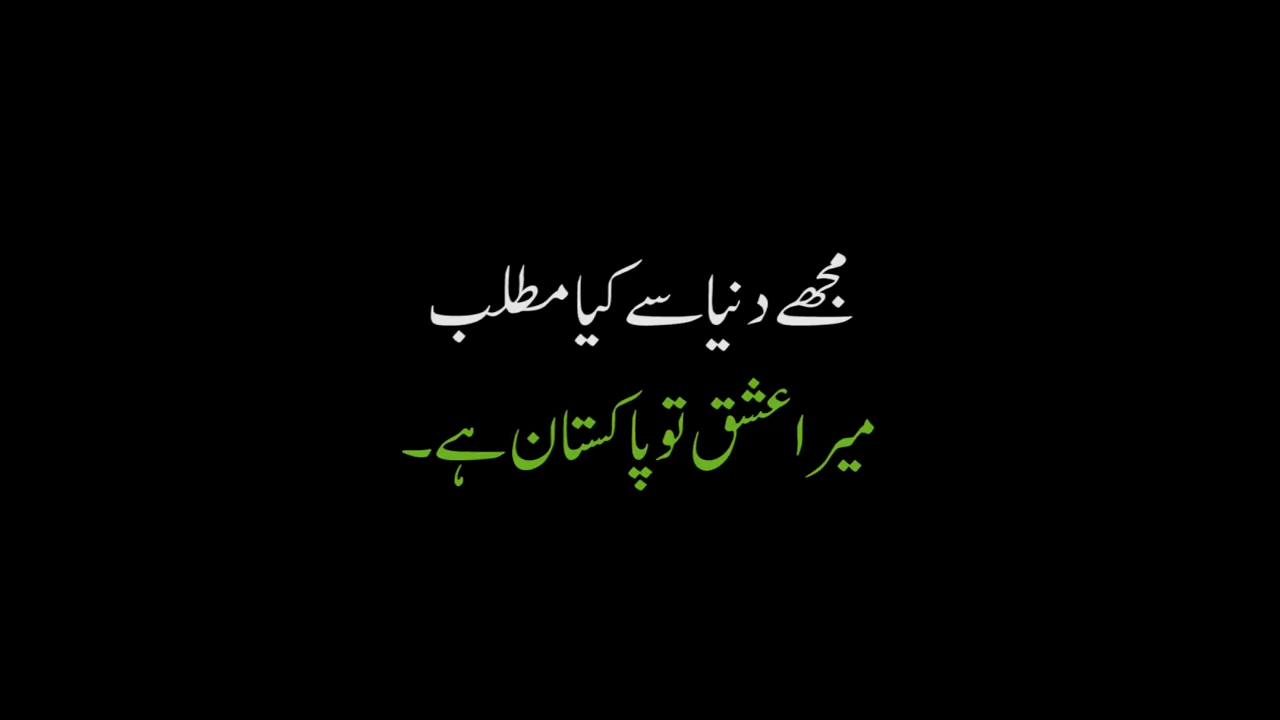 مجھے دنیا سے کیا مطلب
میرا عشق تو پاکستان ہے۔